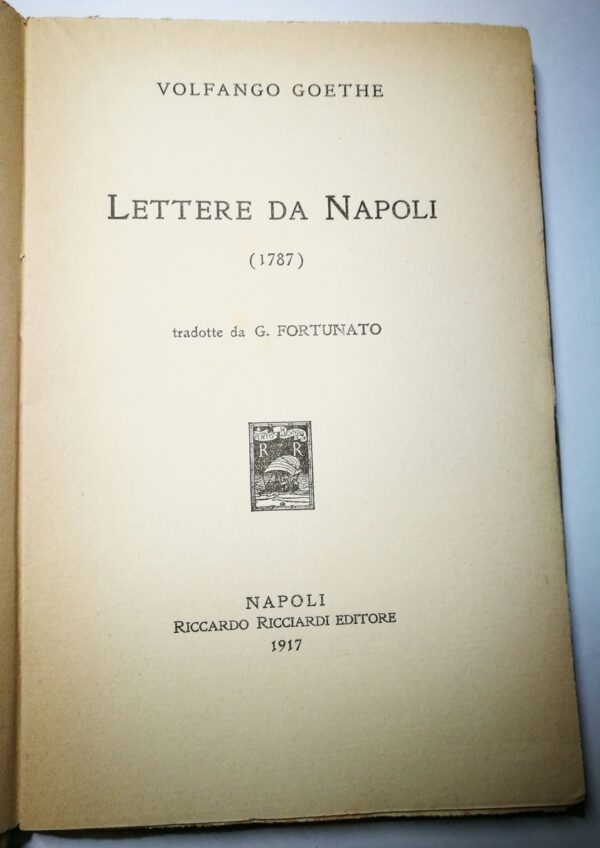 VOLFANGO GOETHE
LETTERE DA NAPOLI
(1787)
tradotte da G. FORTUNATO
R R
NAPOLI
RICCARDO RICCIARDI EDITORE
1917